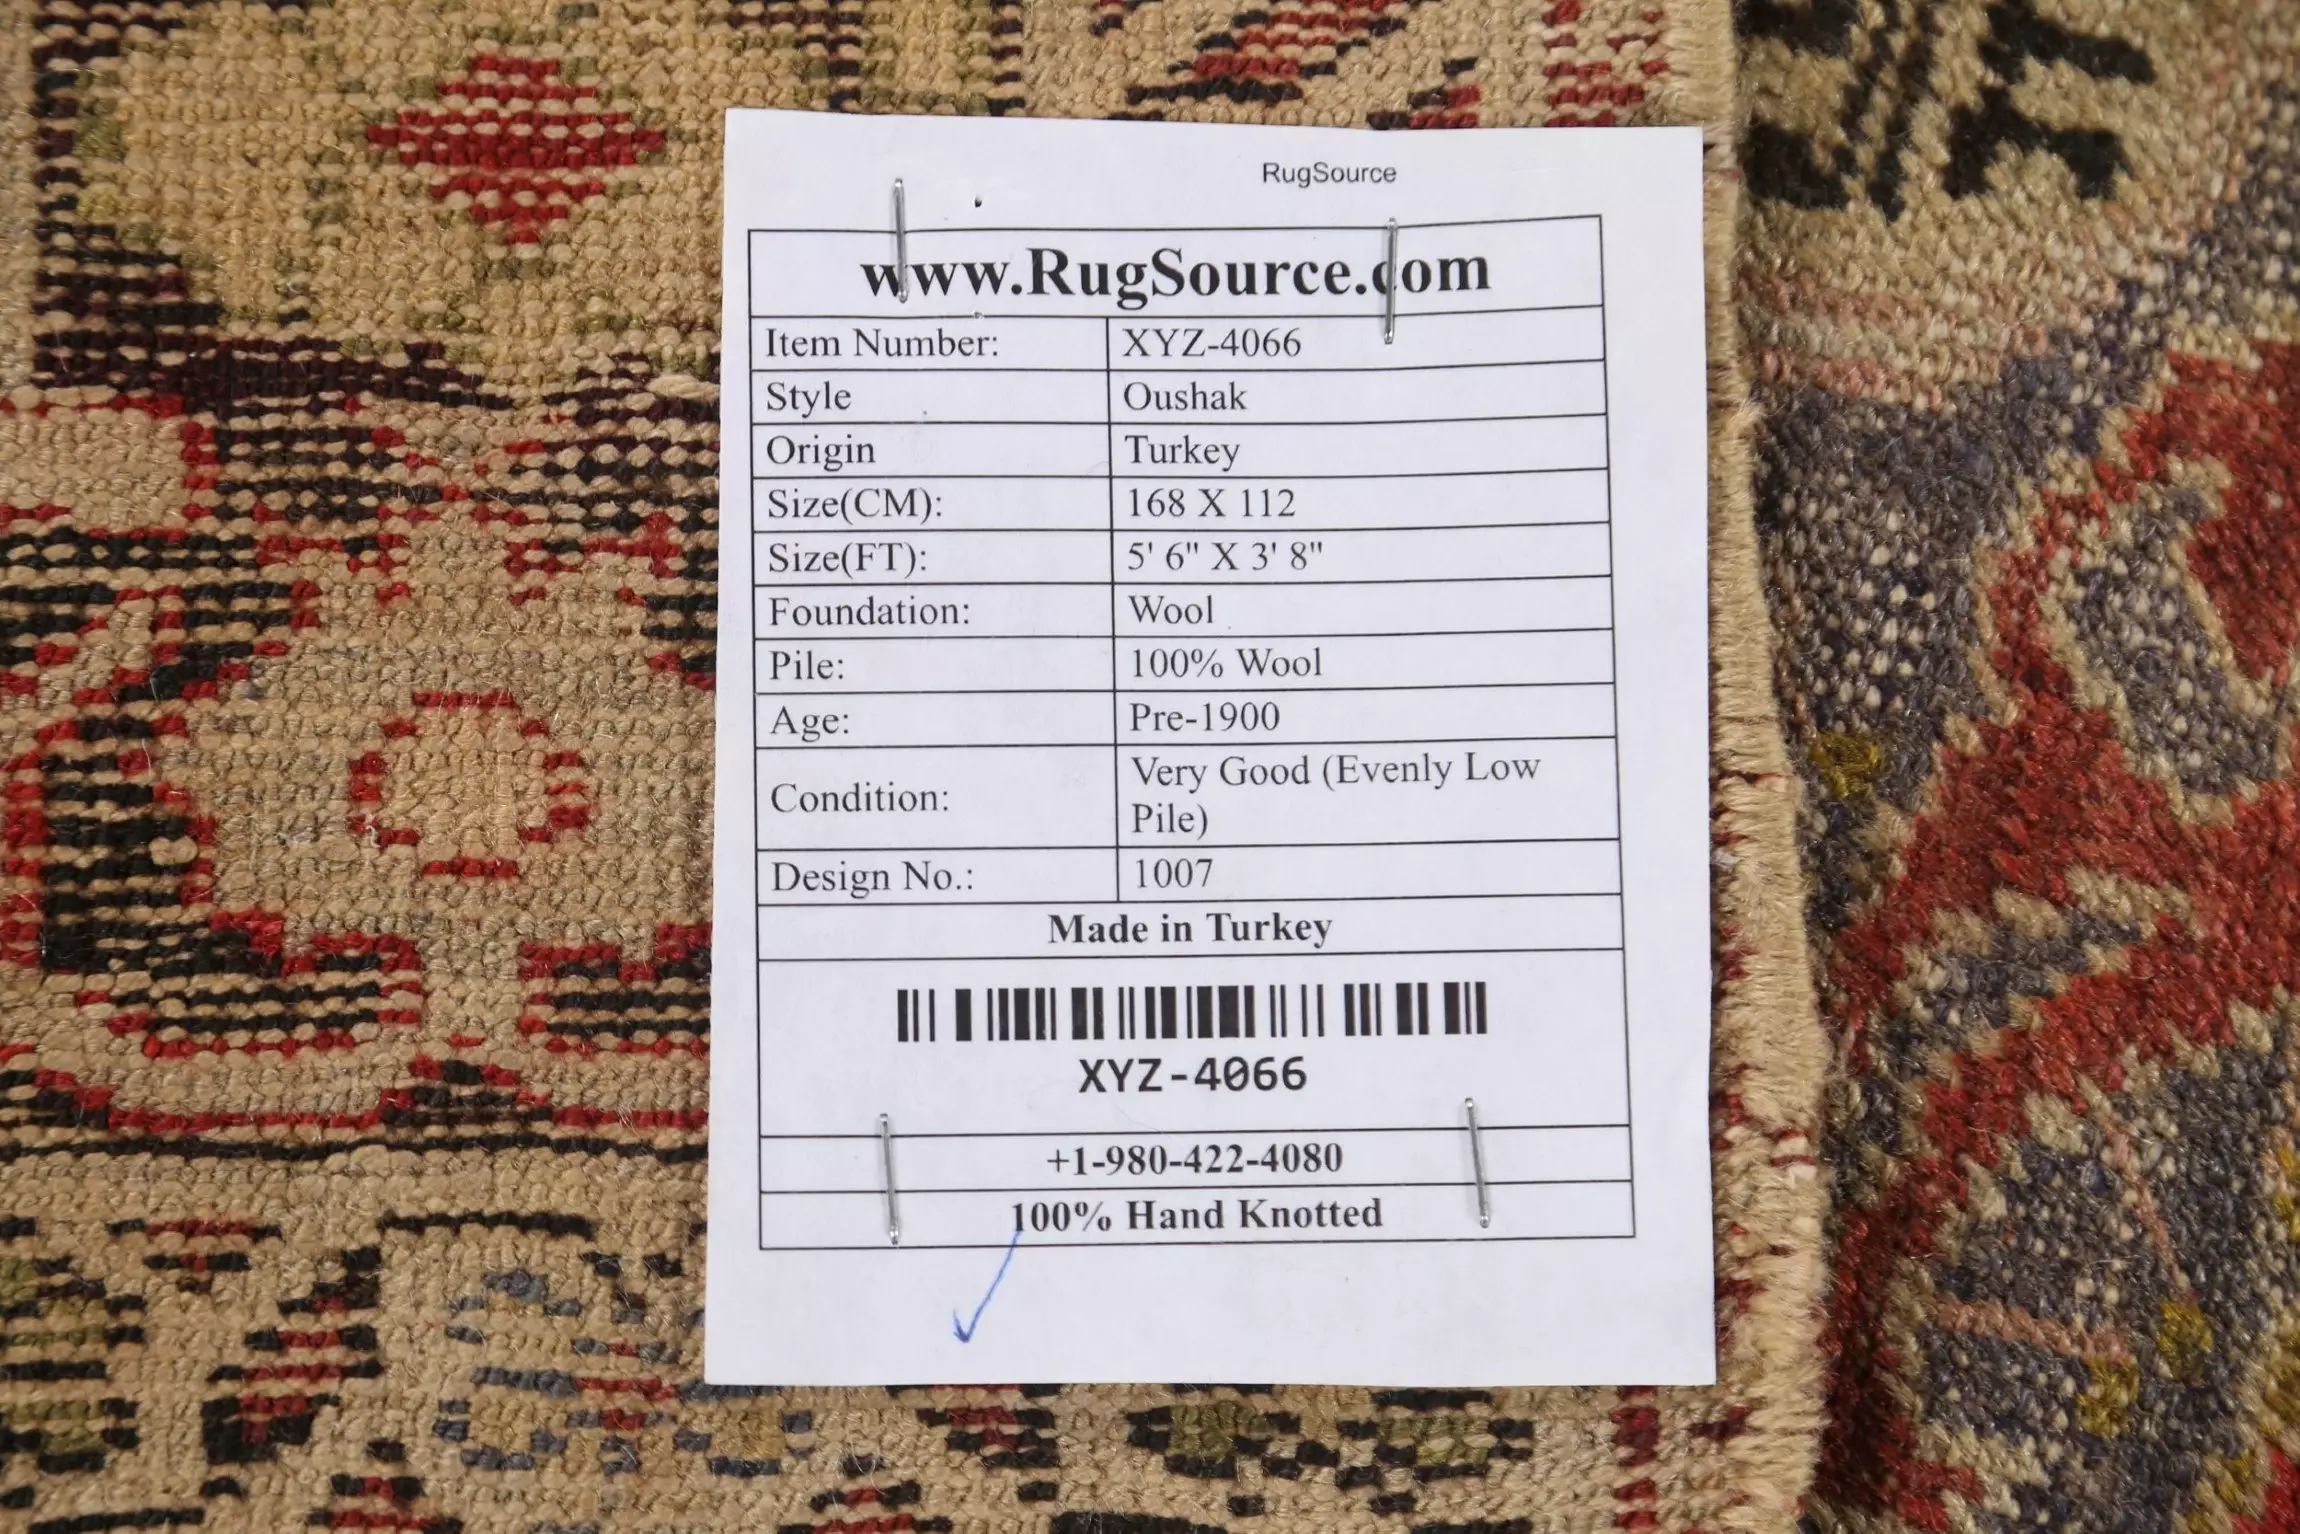 RugSource
www.RugSource.com
Item Number: XYZ-4066
Style Oushak
Origin Turkey
Size(CM): 168 X 112
Size(FT): 5' 6" X 3' 8"
Foundation: Wool
Pile: 100% Wool
Age: Pre-1900
Condition: Very Good (Evenly Low
Pile)
Design No.: 1007
Made in Turkey
XYZ-4066
+1-980-422-4080
100% Hand Knotted